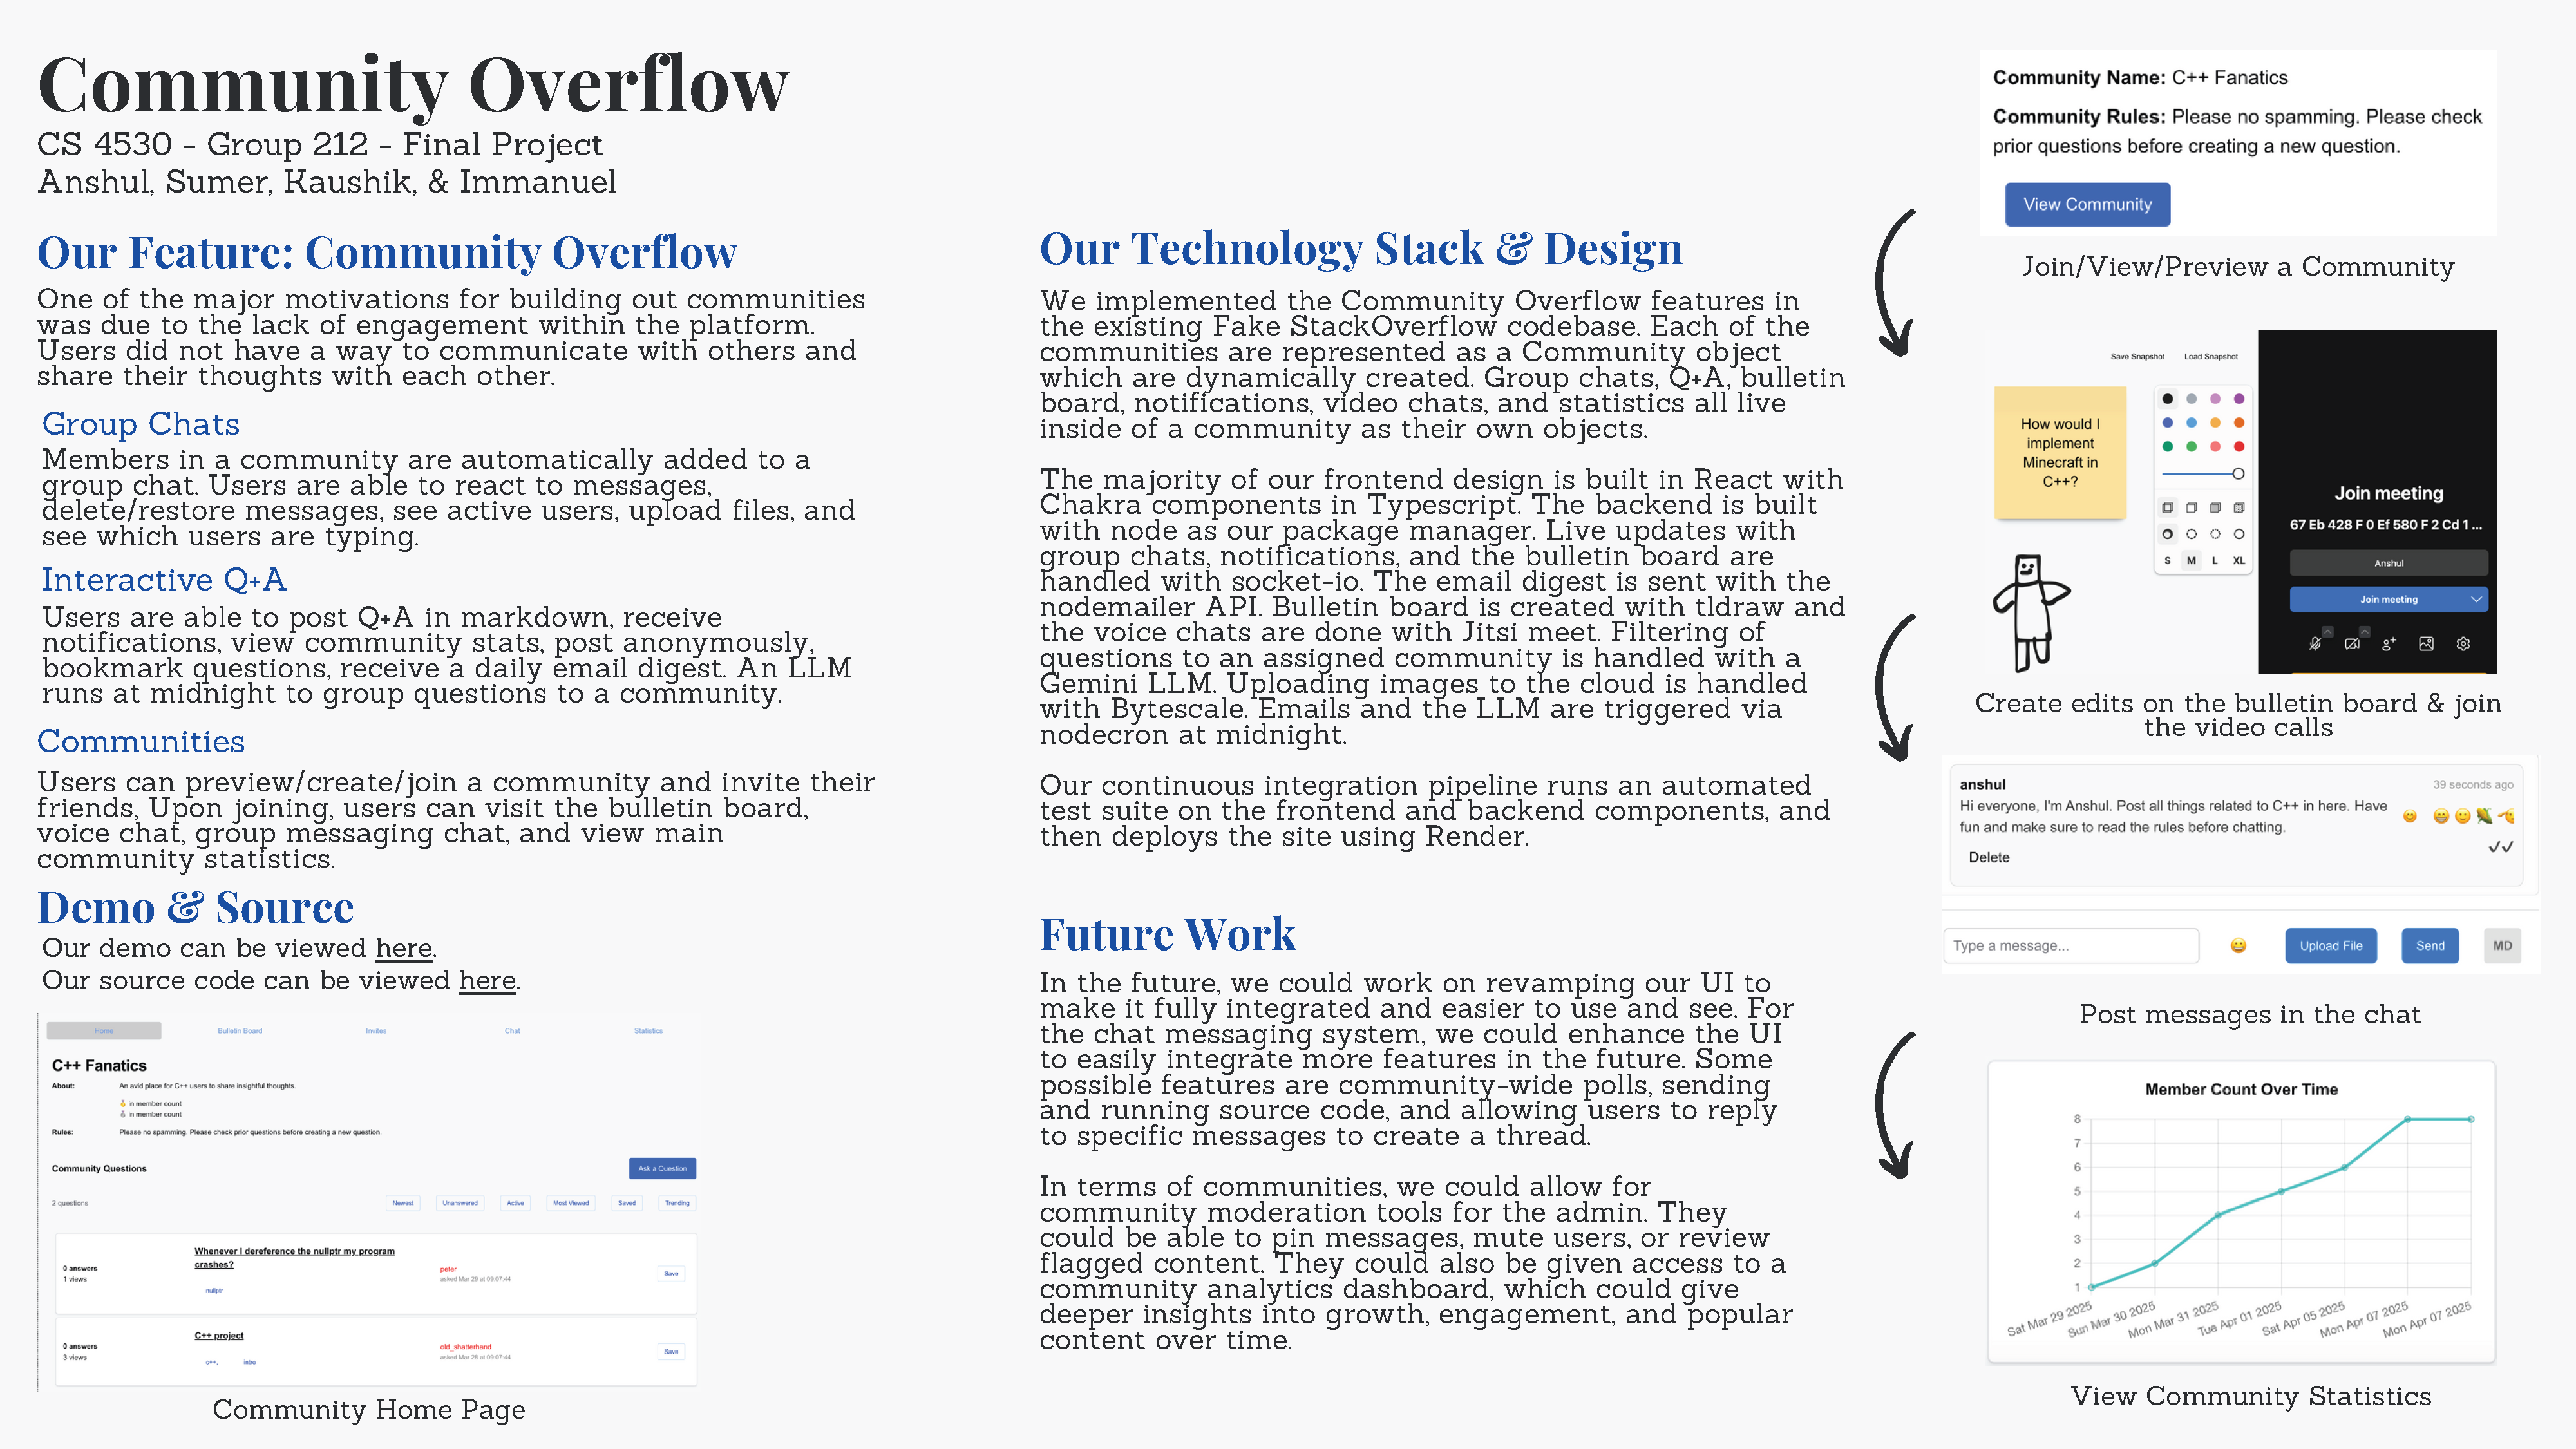 Community Overflow
CS 4530 - Group 212 - Final Project
Anshul, Sumer, Kaushik, & Immanuel
Our Feature: Community Overflow
One of the major motivations for building out communities
was due to the lack of engagement within the platform.
Users did not have a way to communicate with others and
share their thoughts with each other.
Group Chats
Members in a community are automatically added to a
group chat. Users are able to react to messages,
delete/restore messages, see active users, upload files, and
see which users are typing.
Interactive Q+A
Users are able to post Q+A in markdown, receive
notifications, view community stats, post anonymously,
bookmark questions, receive a daily email digest. An LLM
runs at midnight to group questions to a community.
Communities
Users can preview/create/join a community and invite their
friends, Upon joining, users can visit the bulletin board,
voice chat, group messaging chat, and view main
community statistics.
Demo & Source
Our demo can be viewed here.
Our source code can be viewed here.
Home Bulletin Board Invites Chat Statistics
C++ Fanatics
About: An avid place for C++ users to share insightful thoughts.
in member count
in member count
Rules: Please no spamming. Please check prior questions before creating a new question.
Community Questions Ask a Question
2 questions Newest Unanswered Active Most Viewed Saved Trending
Whenever I dereference the nullptr my program
crashes?
0 answers peter Save
1 views asked Mar 29 at 09:07:44
nullptr
C++ project
0 answers old_shatterhand Save
3 views asked Mar 28 at 09:07:44
c++, intro
Community Home Page
Our Technology Stack & Design
We implemented the Community Overflow features in
the existing Fake StackOverflow codebase. Each of the
communities are represented as a Community object
which are dynamically created. Group chats, Q+A, bulletin
board, notifications, video chats, and statistics all live
inside of a community as their own objects.
The majority of our frontend design is built in React with
Chakra components in Typescript. The backend is built
with node as our package manager. Live updates with
group chats, notifications, and the bulletin board are
handled with socket-io. The email digest is sent with the
nodemailer API. Bulletin board is created with tldraw and
the voice chats are done with Jitsi meet. Filtering of
questions to an assigned community is handled with a
Gemini LLM. Uploading images to the cloud is handled
with Bytescale. Emails and the LLM are triggered via
nodecron at midnight.
Our continuous integration pipeline runs an automated
test suite on the frontend and backend components, and
then deploys the site using Render.
Future Work
In the future, we could work on revamping our UI to
make it fully integrated and easier to use and see. For
the chat messaging system, we could enhance the UI
to easily integrate more features in the future. Some
possible features are community-wide polls, sending
and running source code, and allowing users to reply
to specific messages to create a thread.
In terms of communities, we could allow for
community moderation tools for the admin. They
could be able to pin messages, mute users, or review
flagged content. They could also be given access to a
community analytics dashboard, which could give
deeper insights into growth, engagement, and popular
content over time.
Community Name: C++ Fanatics
Community Rules: Please no spamming. Please check
prior questions before creating a new question.
View Community
Join/View/Preview a Community
Save Snapshot Load Snapshot
How would I
implement
Minecraft in
C++?
S M L XL
Join meeting
67 Eb 428 F 0 Ef 580 F 2 Cd 1 ...
Anshul
Join meeting
Create edits on the bulletin board & join
the video calls
anshul 39 seconds ago
Hi everyone, I'm Anshul. Post all things related to C++ in here. Have
fun and make sure to read the rules before chatting.
Delete
Type a message... Upload File Send MD
Post messages in the chat
Member Count Over Time
8
7
6
5
4
3
2
1
Sat Mar 29 2025 Sun Mar 30 2025 Mon Mar 31 2025 Tue Apr 01 2025 Sat Apr 05 2025 Mon Apr 07 2025 Mon Apr 07 2025
View Community Statistics